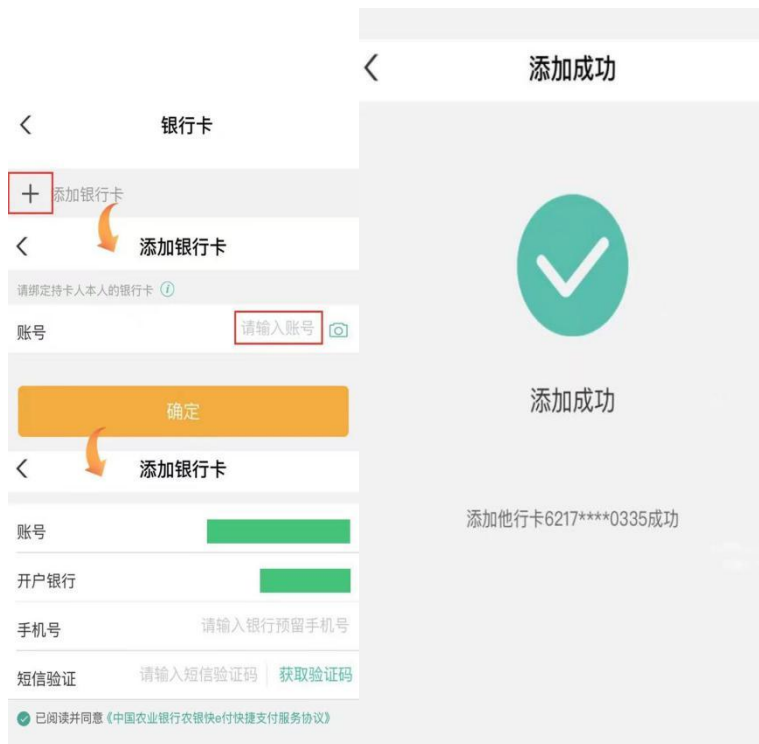 银行卡
添加银行卡
添加银行卡
请绑定持卡人本人的银行卡
账号 请输入账号
确定
添加银行卡
账号
开户银行
手机号 请输入银行预留手机号
短信验证 请输入短信验证码 获取验证码
已阅读并同意《中国农业银行农银快e付快捷支付服务协议》
添加成功
添加成功
添加他行卡6217****0335成功